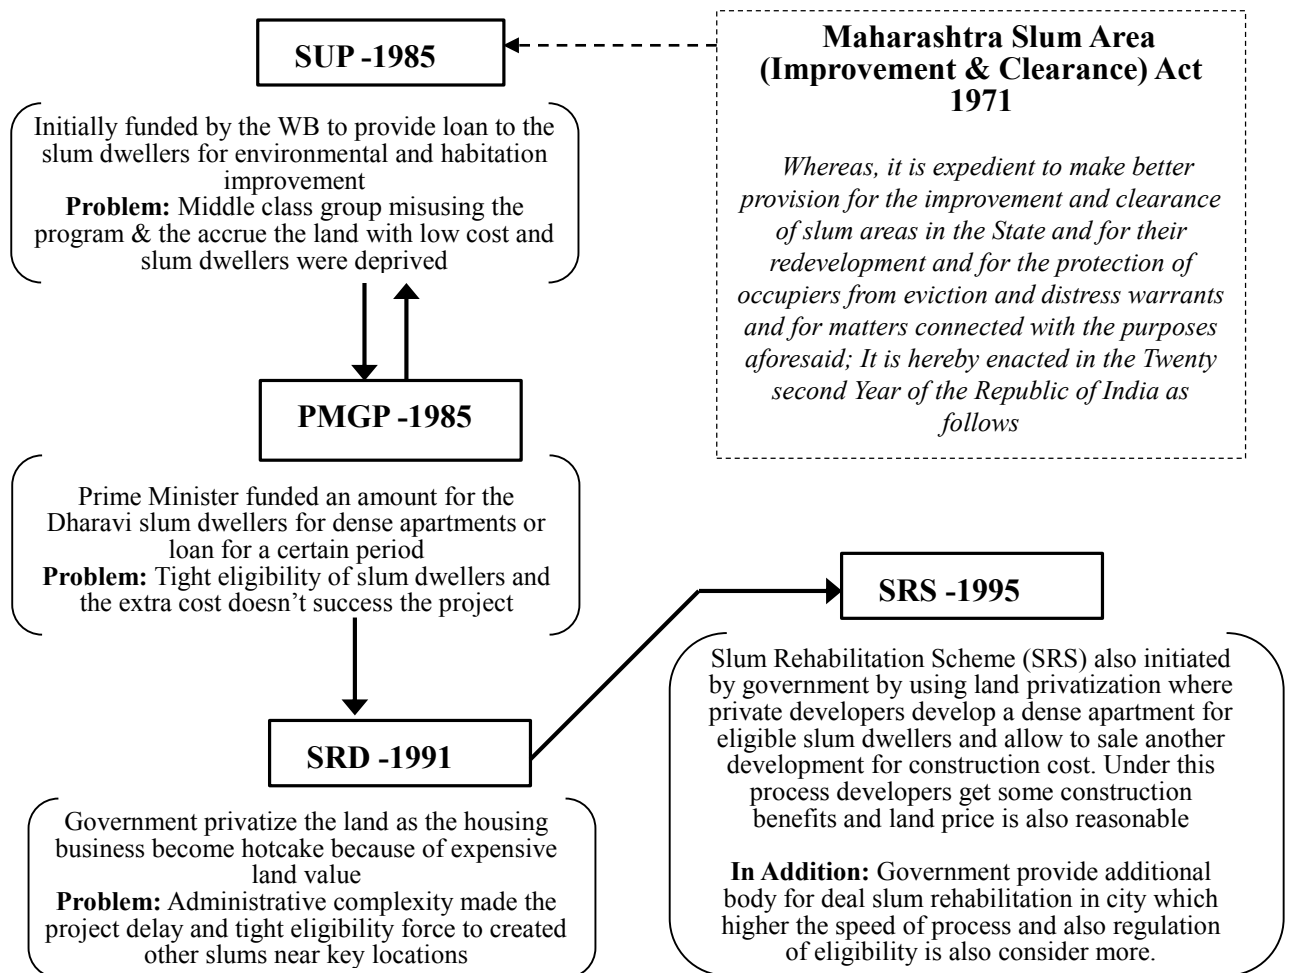 SUP -1985
Initially funded by the WB to provide loan to the
slum dwellers for environmental and habitation
improvement
Problem: Middle class group misusing the
program & the accrue the land with low cost and
slum dwellers were deprived
PMGP -1985
Prime Minister funded an amount for the
Dharavi slum dwellers for dense apartments or
loan for a certain period
Problem: Tight eligibility of slum dwellers and
the extra cost doesn’t success the project
SRD -1991
Government privatize the land as the housing
business become hotcake because of expensive
land value
Problem: Administrative complexity made the
project delay and tight eligibility force to created
other slums near key locations
Maharashtra Slum Area
(Improvement & Clearance) Act
1971
Whereas, it is expedient to make better
provision for the improvement and clearance
of slum areas in the State and for their
redevelopment and for the protection of
occupiers from eviction and distress warrants
and for matters connected with the purposes
aforesaid; It is hereby enacted in the Twenty
second Year of the Republic of India as
follows
SRS -1995
Slum Rehabilitation Scheme (SRS) also initiated
by government by using land privatization where
private developers develop a dense apartment for
eligible slum dwellers and allow to sale another
development for construction cost. Under this
process developers get some construction
benefits and land price is also reasonable
In Addition: Government provide additional
body for deal slum rehabilitation in city which
higher the speed of process and also regulation
of eligibility is also consider more.